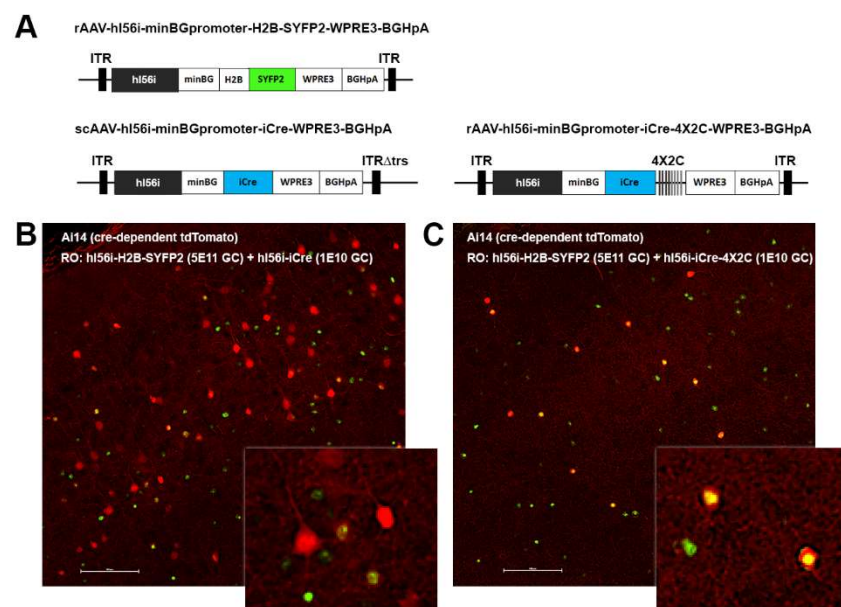 A
rAAV-hI56i-minBGpromoter-H2B-SYFP2-WPRE3-BGHpA
ITR ITR
hI56i minBG H2B SYFP2 WPRE3 BGHpA
scAAV-hI56i-minBGpromoter-iCre-WPRE3-BGHpA
ITR ITRΔtrs
hI56i minBG iCre WPRE3 BGHpA
rAAV-hI56i-minBGpromoter-iCre-4X2C-WPRE3-BGHpA
ITR 4X2C ITR
hI56i minBG iCre WPRE3 BGHpA
B
Ai14 (cre-dependent tdTomato)
RO: hI56i-H2B-SYFP2 (5E11 GC) + hI56i-iCre (1E10 GC)
C
Ai14 (cre-dependent tdTomato)
RO: hI56i-H2B-SYFP2 (5E11 GC) + hI56i-iCre-4X2C (1E10 GC)